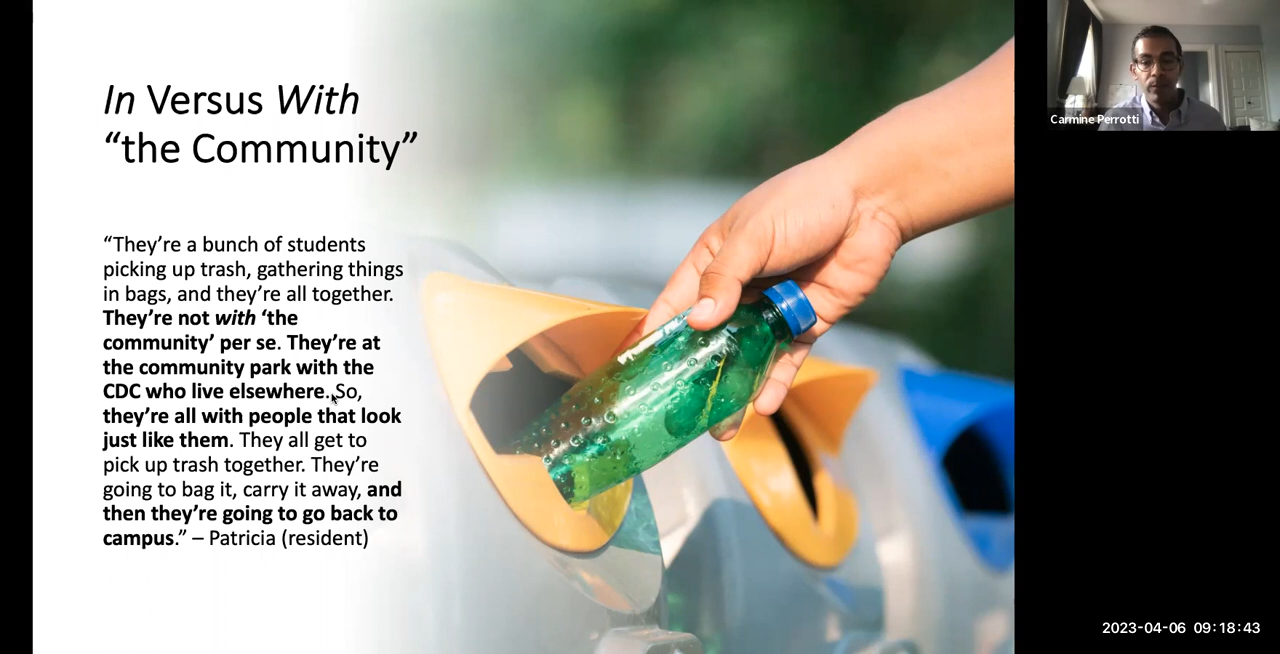 In Versus With
“the Community”
“They’re a bunch of students
picking up trash, gathering things
in bags, and they’re all together.
They’re not with ‘the
community’ per se. They’re at
the community park with the
CDC who live elsewhere. So,
they’re all with people that look
just like them. They all get to
pick up trash together. They’re
going to bag it, carry it away, and
then they’re going to go back to
campus.” – Patricia (resident)
Carmine Perrotti
2023-04-06 09:18:43